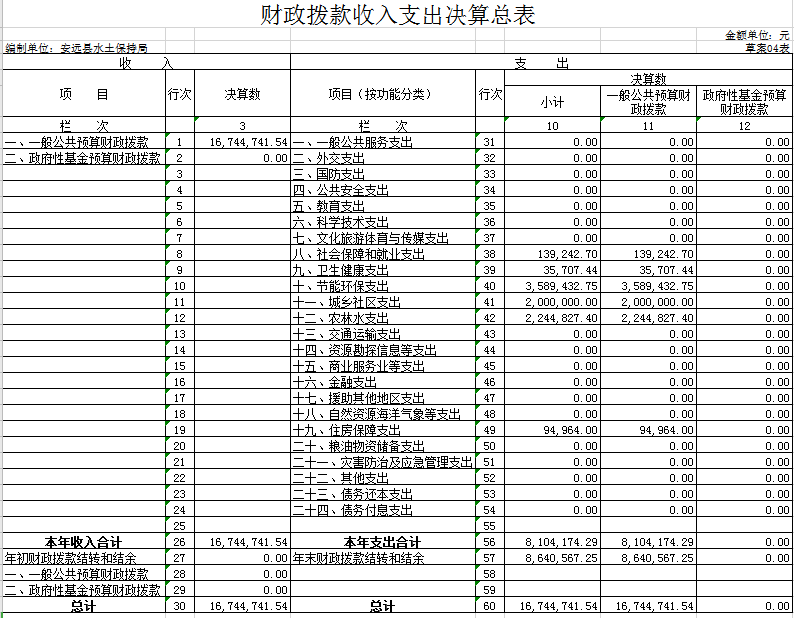 财政拨款收入支出决算总表
金额单位：元
编制单位：安远县水土保持局 草案04表
收 入 支 出
项 目 行次 决算数 项目（按功能分类） 行次 决算数
小计 一般公共预算财政拨款 政府性基金预算财政拨款
栏 次 3 栏 次 10 11 12
一、一般公共预算财政拨款 1 16,744,741.54 一、一般公共服务支出 31 0.00 0.00 0.00
二、政府性基金预算财政拨款 2 0.00 二、外交支出 32 0.00 0.00 0.00
3 三、国防支出 33 0.00 0.00 0.00
4 四、公共安全支出 34 0.00 0.00 0.00
5 五、教育支出 35 0.00 0.00 0.00
6 六、科学技术支出 36 0.00 0.00 0.00
7 七、文化旅游体育与传媒支出 37 0.00 0.00 0.00
8 八、社会保障和就业支出 38 139,242.70 139,242.70 0.00
9 九、卫生健康支出 39 35,707.44 35,707.44 0.00
10 十、节能环保支出 40 3,589,432.75 3,589,432.75 0.00
11 十一、城乡社区支出 41 2,000,000.00 2,000,000.00 0.00
12 十二、农林水支出 42 2,244,827.40 2,244,827.40 0.00
13 十三、交通运输支出 43 0.00 0.00 0.00
14 十四、资源勘探信息等支出 44 0.00 0.00 0.00
15 十五、商业服务业等支出 45 0.00 0.00 0.00
16 十六、金融支出 46 0.00 0.00 0.00
17 十七、援助其他地区支出 47 0.00 0.00 0.00
18 十八、自然资源海洋气象等支出 48 0.00 0.00 0.00
19 十九、住房保障支出 49 94,964.00 94,964.00 0.00
20 二十、粮油物资储备支出 50 0.00 0.00 0.00
21 二十一、灾害防治及应急管理支出 51 0.00 0.00 0.00
22 二十二、其他支出 52 0.00 0.00 0.00
23 二十三、债务还本支出 53 0.00 0.00 0.00
24 二十四、债务付息支出 54 0.00 0.00 0.00
25 55
本年收入合计 26 16,744,741.54 本年支出合计 56 8,104,174.29 8,104,174.29 0.00
年初财政拨款结转和结余 27 0.00 年末财政拨款结转和结余 57 8,640,567.25 8,640,567.25 0.00
一、一般公共预算财政拨款 28 0.00 58
二、政府性基金预算财政拨款 29 0.00 59
总计 30 16,744,741.54 总计 60 16,744,741.54 16,744,741.54 0.00